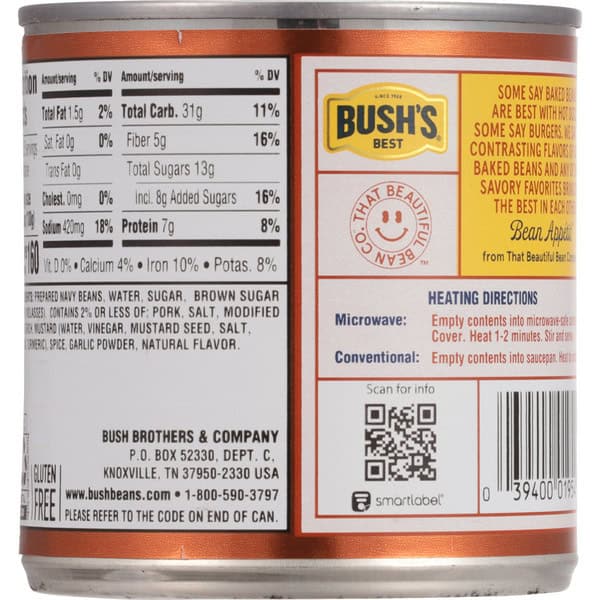 Amount/serving % DV
Total Fat 1.5g 2%
Sat. Fat 0g 0%
Trans Fat 0g
Cholest. 0mg 0%
Sodium 420mg 18%
Amount/serving % DV
Total Carb. 31g 11%
Fiber 5g 16%
Total Sugars 13g
Incl. 8g Added Sugars 16%
Protein 7g 8%
160
Vit. D 0% • Calcium 4% • Iron 10% • Potas. 8%
PREPARED NAVY BEANS, WATER, SUGAR, BROWN SUGAR
CONTAINS 2% OR LESS OF: PORK, SALT, MODIFIED
MUSTARD (WATER, VINEGAR, MUSTARD SEED, SALT,
SPICE, GARLIC POWDER, NATURAL FLAVOR.
BUSH BROTHERS & COMPANY
P.O. BOX 52330, DEPT. C,
KNOXVILLE, TN 37950-2330 USA
www.bushbeans.com • 1-800-590-3797
PLEASE REFER TO THE CODE ON END OF CAN.
GLUTEN
FREE
SINCE 1908
BUSH'S
BEST
THAT BEAUTIFUL
BEAN CO.
TM
SOME SAY BAKED
ARE BEST WITH HOT
SOME SAY BURGERS.
CONTRASTING FLAVORS
BAKED BEANS AND
SAVORY FAVORITES
THE BEST IN EACH
Bean Appétit
from That Beautiful Bean
HEATING DIRECTIONS
Microwave: Empty contents into microwave-safe
Cover. Heat 1-2 minutes. Stir and
Conventional: Empty contents into saucepan. Heat
Scan for info
smartlabel®
0 39400 019